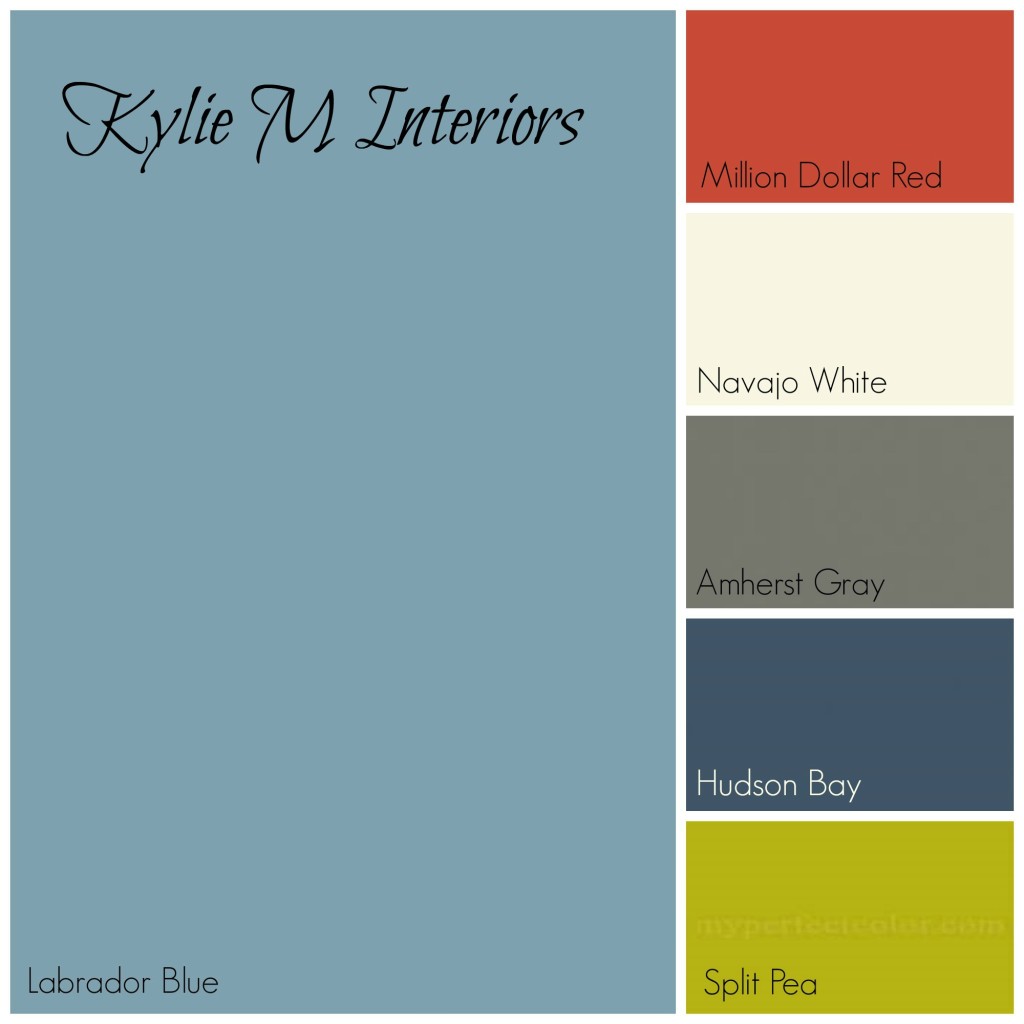 Kylie M Interiors
Labrador Blue
Million Dollar Red
Navajo White
Amherst Gray
Hudson Bay
myperfectcolor.com
Split Pea